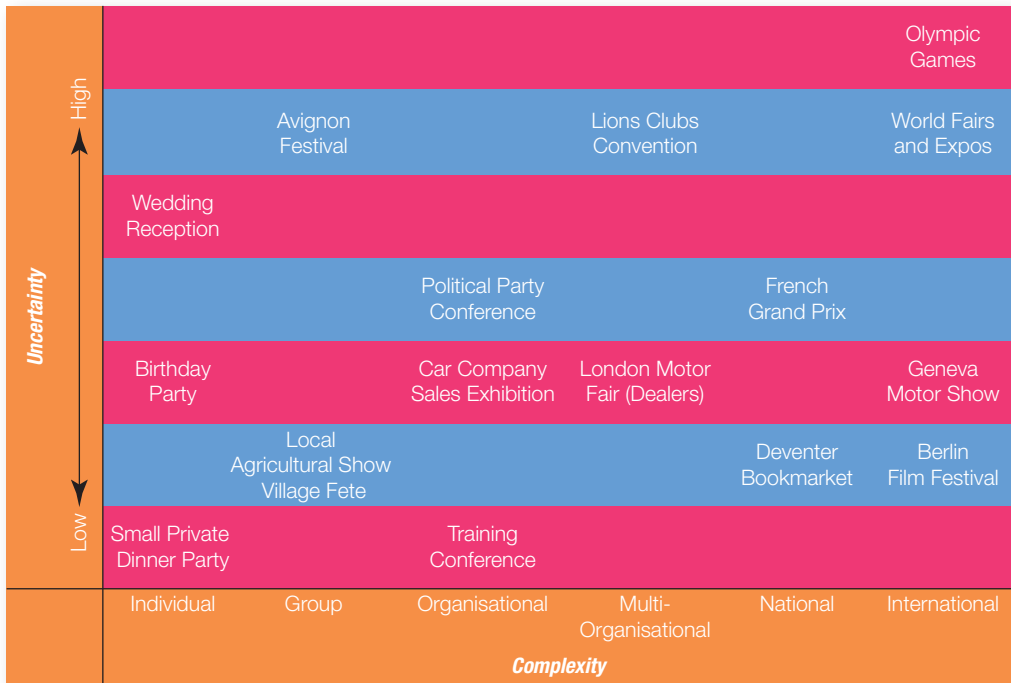 Olympic
Games
High
Avignon
Festival
Lions Clubs
Convention
World Fairs
and Expos
Wedding
Reception
Uncertainty
Political Party
Conference
French
Grand Prix
Birthday
Party
Car Company
Sales Exhibition
London Motor
Fair (Dealers)
Geneva
Motor Show
Local
Agricultural Show
Village Fete
Deventer
Bookmarket
Berlin
Film Festival
Low
Small Private
Dinner Party
Training
Conference
Individual
Group
Organisational
Multi-
Organisational
National
International
Complexity